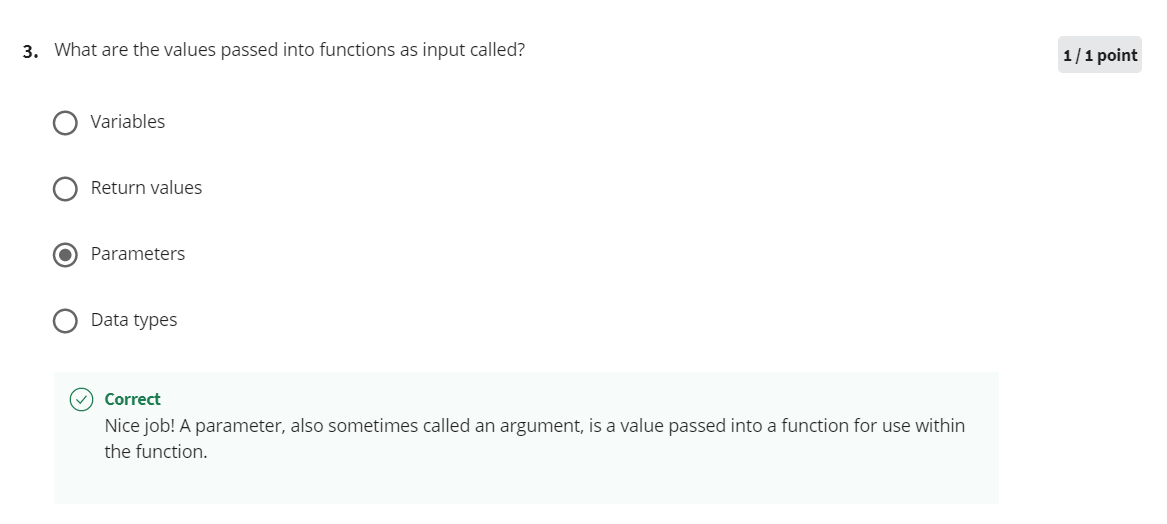 3. What are the values passed into functions as input called?
1 / 1 point
Variables
Return values
Parameters
Data types
Correct
Nice job! A parameter, also sometimes called an argument, is a value passed into a function for use within
the function.